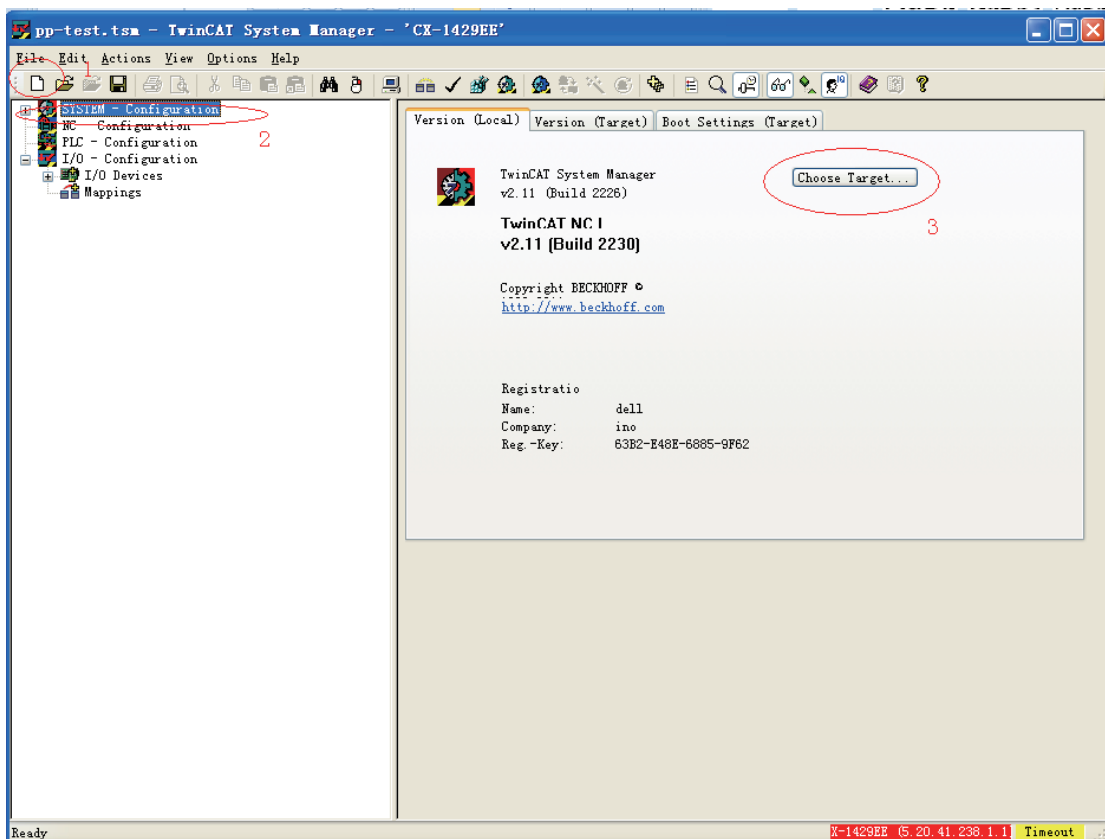 pp-test.tsm - TwinCAT System Manager - 'CX-1429EE'
File Edit Actions View Options Help
1
SYSTEM - Configuration
NC - Configuration
PLC - Configuration
I/O - Configuration
I/O Devices
Mappings
2
Version (Local) Version (Target) Boot Settings (Target)
TwinCAT System Manager
v2.11 (Build 2226)
Choose Target...
3
TwinCAT NC I
v2.11 (Build 2230)
Copyright BECKHOFF ©
http://www.beckhoff.com
Registratio
Name: dell
Company: ino
Reg.-Key: 63B2-E48E-6885-9F62
Ready
X-1429EE (5.20.41.238.1.1 Timeout